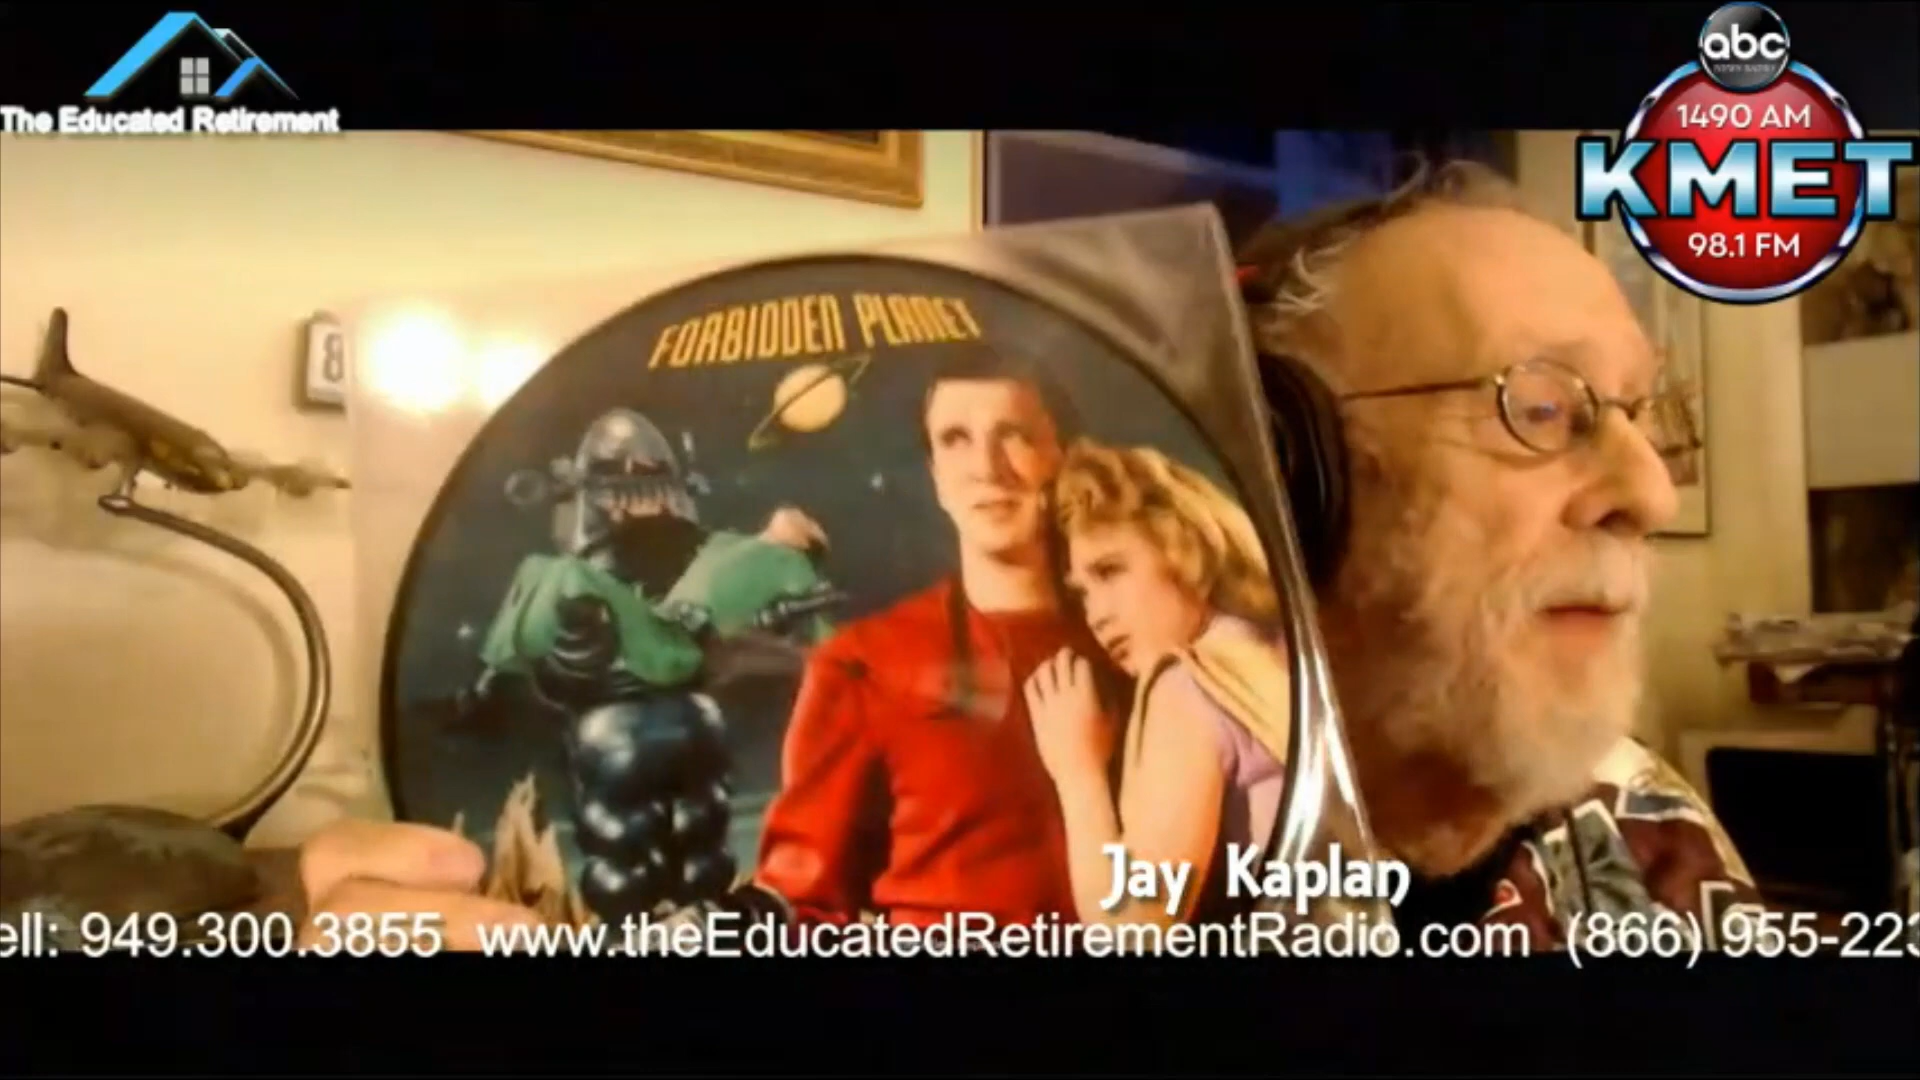 The Educated Retirement
abc
1490 AM
KMET
98.1 FM
8
FORBIDDEN PLANET
Jay Kaplan
ell: 949.300.3855 www.theEducatedRetirementRadio.com (866) 955-223